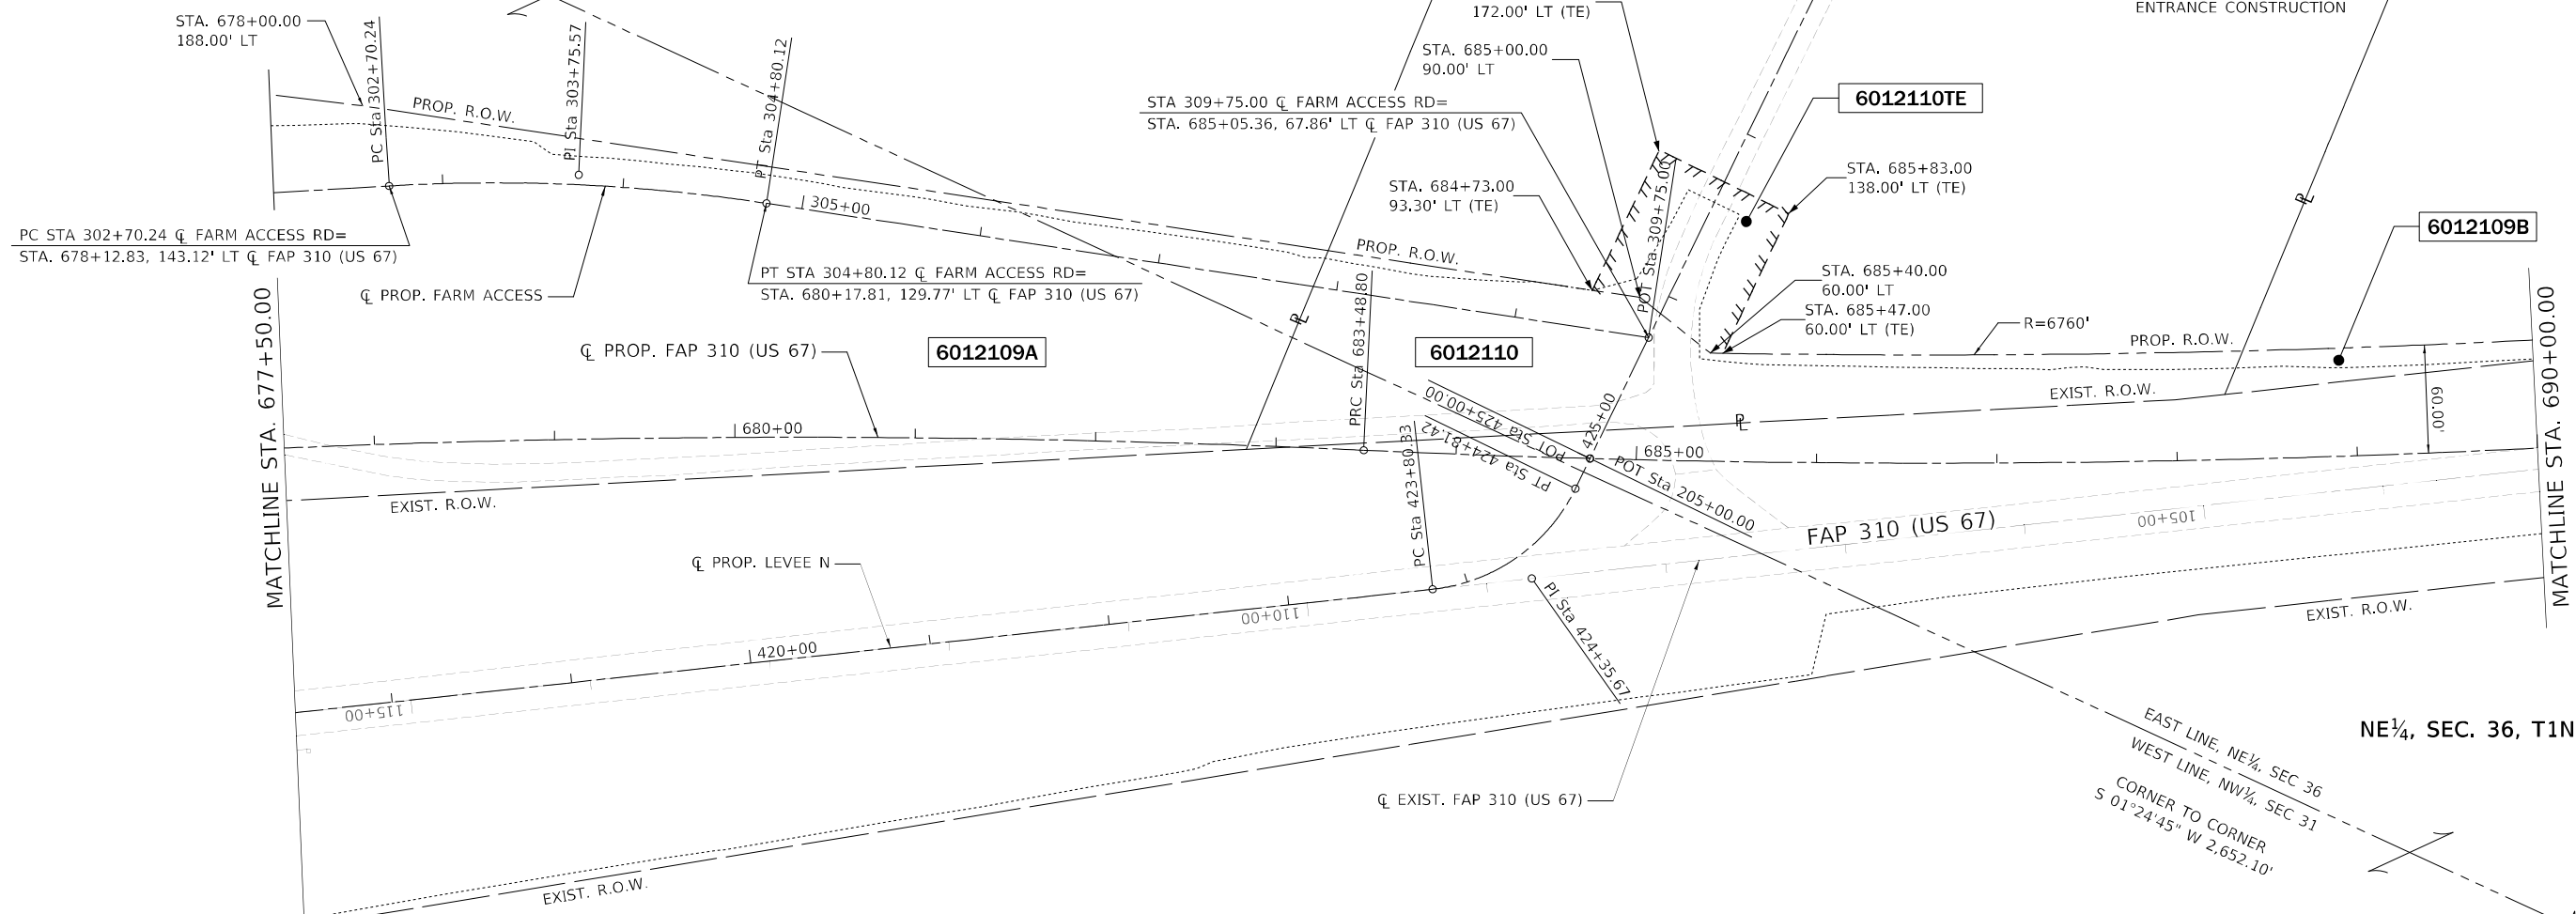 STA. 678+00.00
188.00' LT
172.00' LT (TE)
ENTRANCE CONSTRUCTION
STA. 685+00.00
90.00' LT
PC Sta 302+70.24
PI Sta 303+75.57
PT Sta 304+80.12
PROP. R.O.W.
STA 309+75.00 ℄ FARM ACCESS RD=
STA. 685+05.36, 67.86' LT ℄ FAP 310 (US 67)
6012110TE
STA. 685+83.00
138.00' LT (TE)
STA. 684+73.00
93.30' LT (TE)
POT Sta 309+75.00
305+00
℄
6012109B
PC STA 302+70.24 ℄ FARM ACCESS RD=
STA. 678+12.83, 143.12' LT ℄ FAP 310 (US 67)
PROP. R.O.W.
PT STA 304+80.12 ℄ FARM ACCESS RD=
STA. 680+17.81, 129.77' LT ℄ FAP 310 (US 67)
℄ PROP. FARM ACCESS
STA. 685+40.00
60.00' LT
STA. 685+47.00
60.00' LT (TE)
R=6760'
PROP. R.O.W.
MATCHLINE STA. 677+50.00
PRC Sta 683+48.80
℄ PROP. FAP 310 (US 67)
6012109A
6012110
MATCHLINE STA. 690+00.00
EXIST. R.O.W.
60.00'
680+00
425+00
POT Sta 425+00.00
PT Sta 424+81.42
PC Sta 423+80.33
685+00
POT Sta 205+00.00
EXIST. R.O.W.
FAP 310 (US 67)
105+00
℄ PROP. LEVEE N
PI Sta 424+35.67
110+00
420+00
115+00
EXIST. R.O.W.
EAST LINE, NE¼, SEC 36
WEST LINE, NW¼, SEC 31
CORNER TO CORNER
S 01°24'45" W 2,652.10'
NE¼, SEC. 36, T1N
℄ EXIST. FAP 310 (US 67)
EXIST. R.O.W.